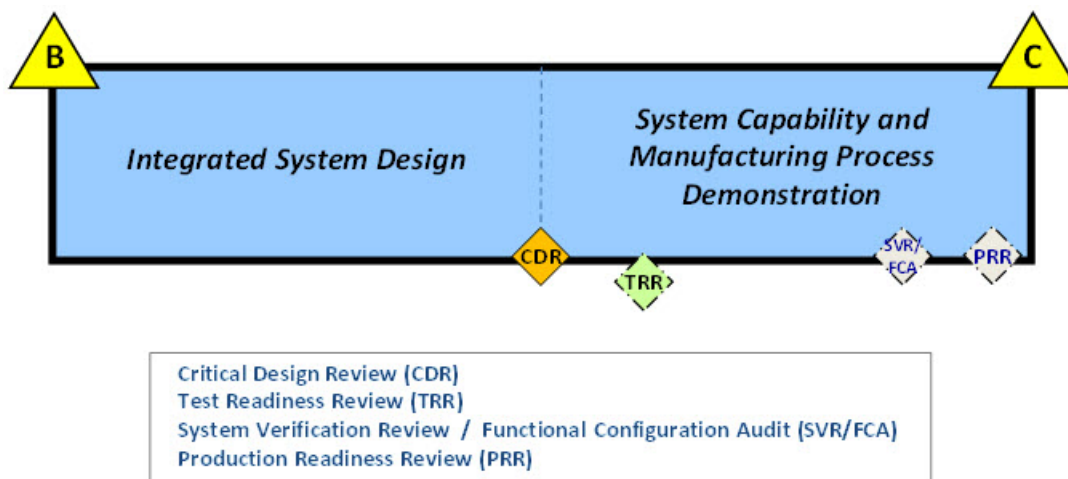 B
C
Integrated System Design
System Capability and
Manufacturing Process
Demonstration
CDR
TRR
SVR/
FCA
PRR
Critical Design Review (CDR)
Test Readiness Review (TRR)
System Verification Review / Functional Configuration Audit (SVR/FCA)
Production Readiness Review (PRR)